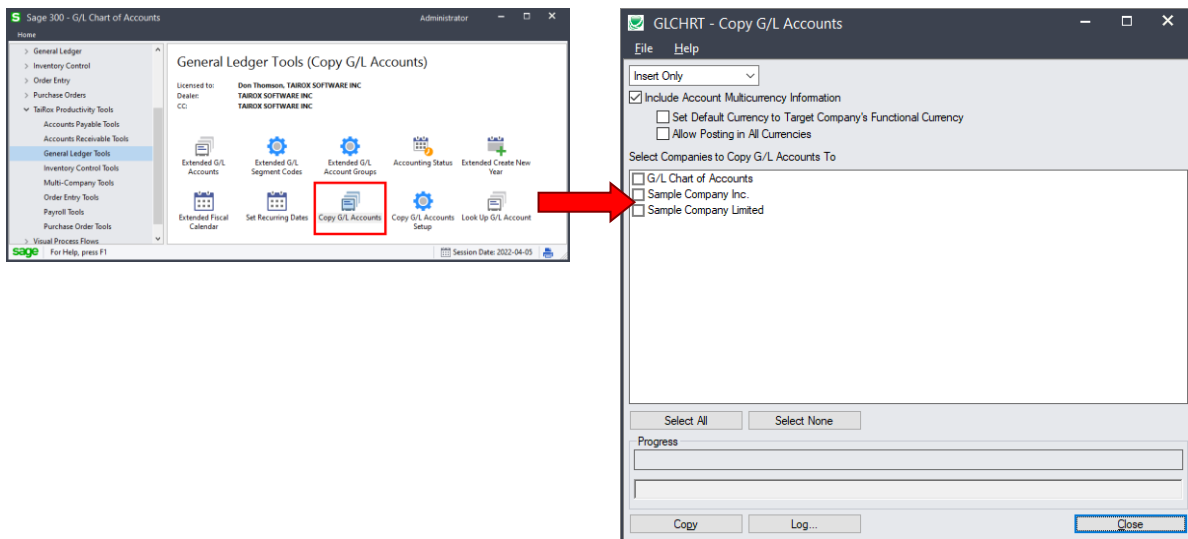 Sage 300 - G/L Chart of Accounts
Administrator
Home
General Ledger
Inventory Control
Order Entry
Purchase Orders
TaiRox Productivity Tools
Accounts Payable Tools
Accounts Receivable Tools
General Ledger Tools
Inventory Control Tools
Multi-Company Tools
Order Entry Tools
Payroll Tools
Purchase Order Tools
Visual Process Flows
General Ledger Tools (Copy G/L Accounts)
Licensed to: Don Thomson, TAIROX SOFTWARE INC
Dealer: TAIROX SOFTWARE INC
CC: TAIROX SOFTWARE INC
Extended G/L Accounts
Extended G/L Segment Codes
Extended G/L Account Groups
Accounting Status
Extended Create New Year
Extended Fiscal Calendar
Set Recurring Dates
Copy G/L Accounts
Copy G/L Accounts Setup
Look Up G/L Account
sage For Help, press F1
Session Date: 2022-04-05
GLCHRT - Copy G/L Accounts
File Help
Insert Only
Include Account Multicurrency Information
Set Default Currency to Target Company's Functional Currency
Allow Posting in All Currencies
Select Companies to Copy G/L Accounts To
G/L Chart of Accounts
Sample Company Inc.
Sample Company Limited
Select All Select None
Progress
Copy Log... Close